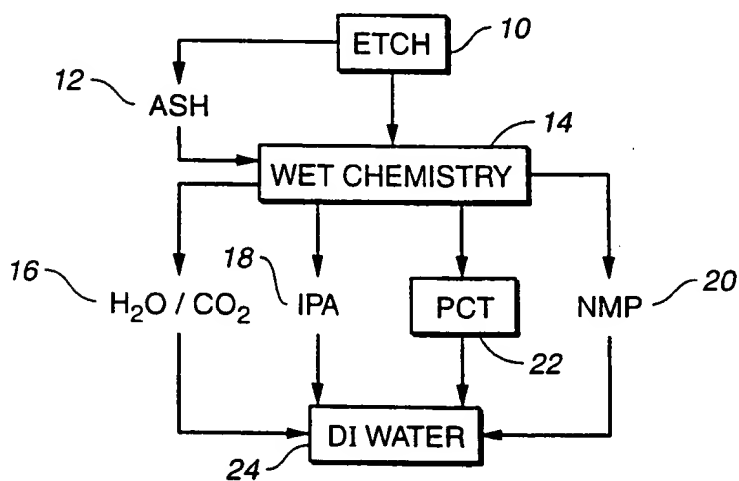 ETCH
10
12
ASH
14
WET CHEMISTRY
16
H₂O / CO₂
18
IPA
PCT
22
NMP
20
DI WATER
24